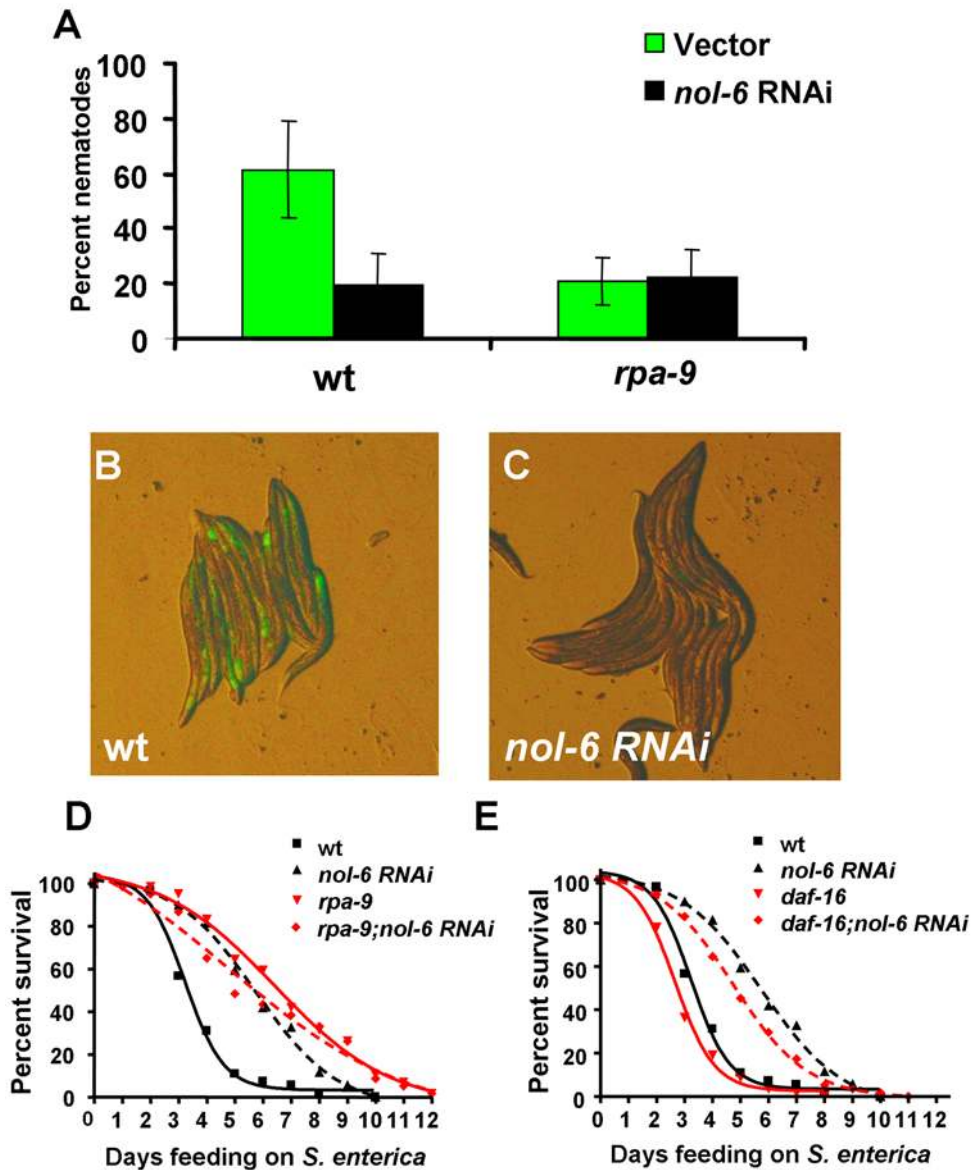 A
Vector
nol-6 RNAi
Percent nematodes
100
80
60
40
20
0
wt
rpa-9
B
wt
C
nol-6 RNAi
D
wt
nol-6 RNAi
rpa-9
rpa-9;nol-6 RNAi
Percent survival
100
80
60
40
20
0
0 1 2 3 4 5 6 7 8 9 10 11 12
Days feeding on S. enterica
E
wt
nol-6 RNAi
daf-16
daf-16;nol-6 RNAi
Percent survival
100
80
60
40
20
0
0 1 2 3 4 5 6 7 8 9 10 11 12
Days feeding on S. enterica